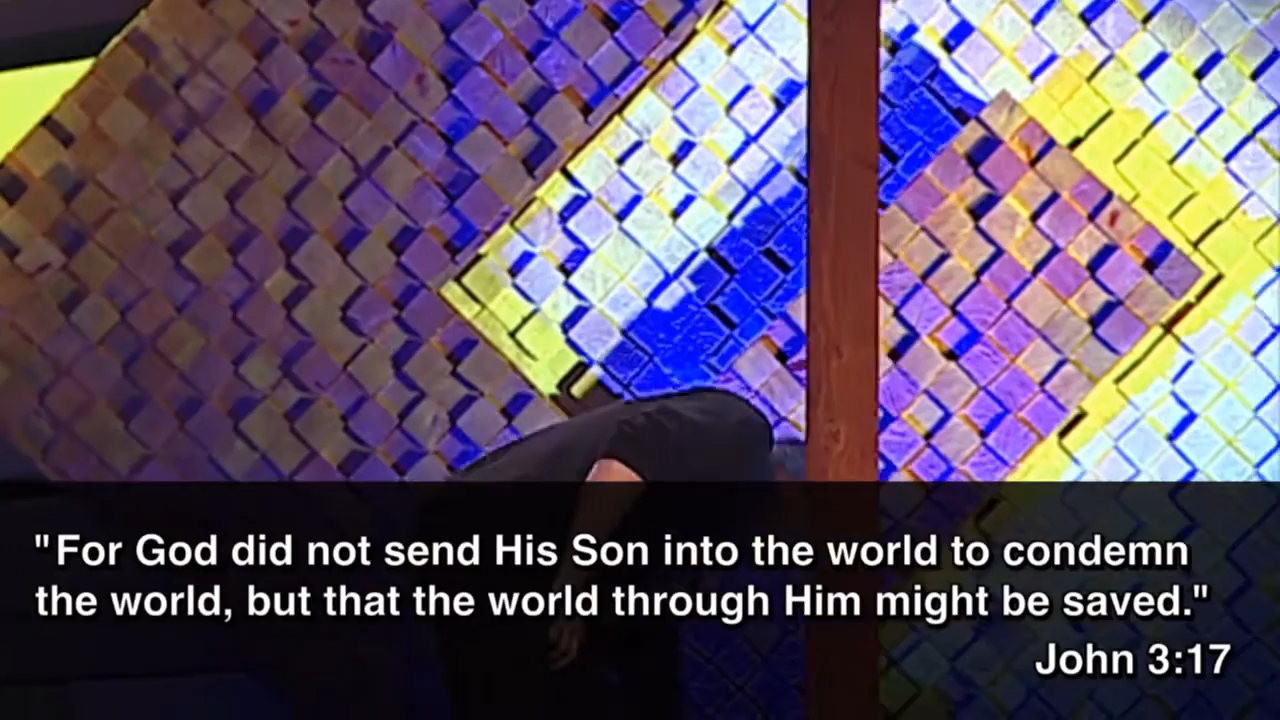 "For God did not send His Son into the world to condemn
the world, but that the world through Him might be saved."
John 3:17